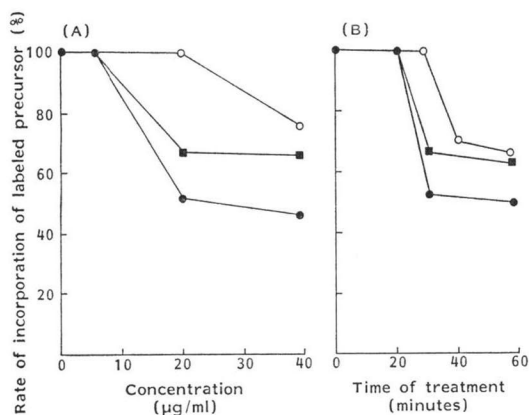 Rate of incorporation of labeled precursor (%)
(A)
100
80
60
40
20
0
10
20
30
40
Concentration
(µg/ml)
(B)
0
20
40
60
Time of treatment
(minutes)